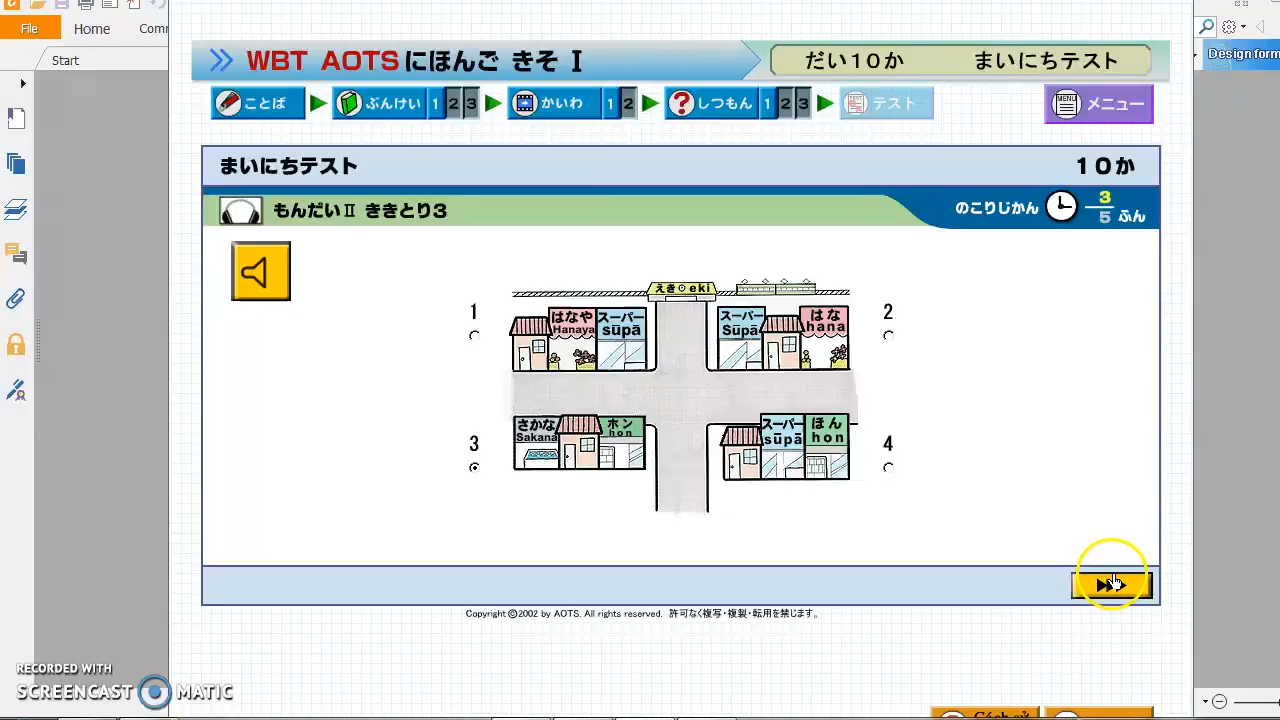 File
Home
Comm
Start
Design form
WBT AOTS にほんご きそ I
だい10か まいにちテスト
ことば
ぶんけい 1 2 3
かいわ 1 2
しつもん 1 2 3
テスト
MENU メニュー
まいにちテスト 10か
もんだいⅡ ききとり3
のこりじかん 3/5 ふん
えき eki
1
はなや Hanaya
スーパー sūpā
スーパー Sūpā
はな hana
2
3
さかな Sakana
ホン hon
スーパー sūpā
ほん hon
4
Copyright ©2002 by AOTS. All rights reserved. 許可なく複写・複製・転用を禁じます。
RECORDED WITH
SCREENCAST MATIC
Cách sử